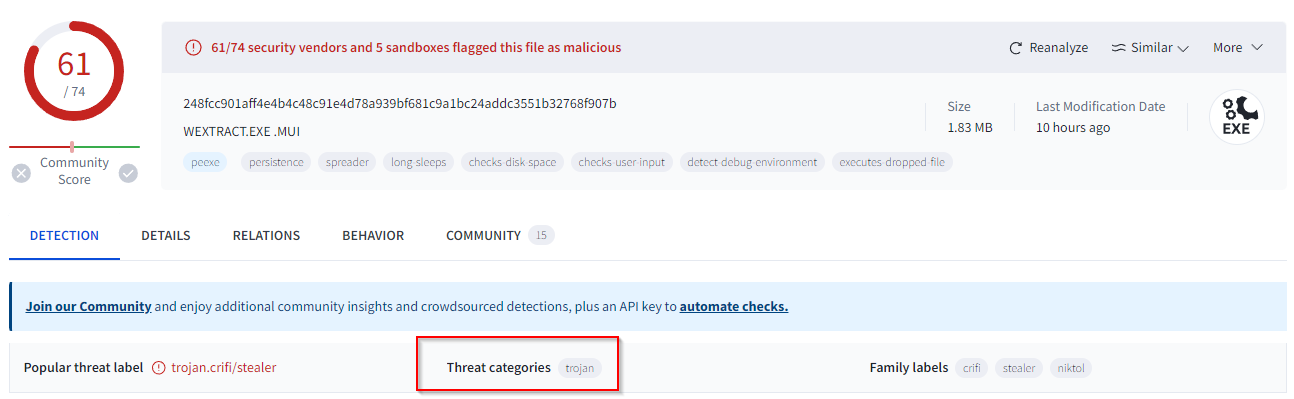 61
/ 74
Community
Score
61/74 security vendors and 5 sandboxes flagged this file as malicious
Reanalyze Similar More
248fcc901aff4e4b4c48c91e4d78a939bf681c9a1bc24addc3551b32768f907b
WEXTRACT.EXE .MUI
peexe persistence spreader long-sleeps checks-disk-space checks-user-input detect-debug-environment executes-dropped-file
Size
1.83 MB
Last Modification Date
10 hours ago
EXE
DETECTION DETAILS RELATIONS BEHAVIOR COMMUNITY 15
Join our Community and enjoy additional community insights and crowdsourced detections, plus an API key to automate checks.
Popular threat label trojan.crifi/stealer Threat categories trojan Family labels crifi stealer niktol